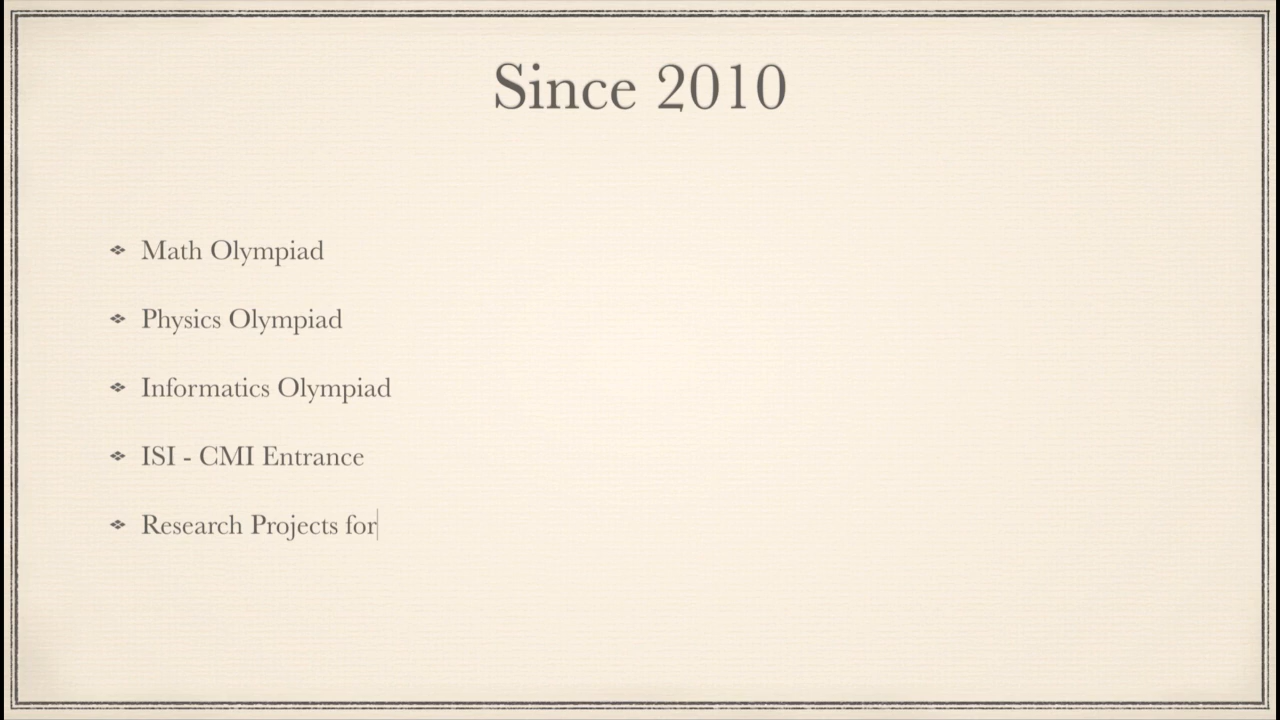 Since 2010
Math Olympiad
Physics Olympiad
Informatics Olympiad
ISI - CMI Entrance
Research Projects for